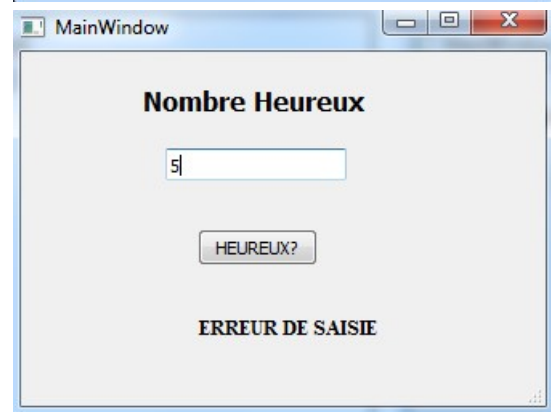 MainWindow
Nombre Heureux
5
HEUREUX?
ERREUR DE SAISIE